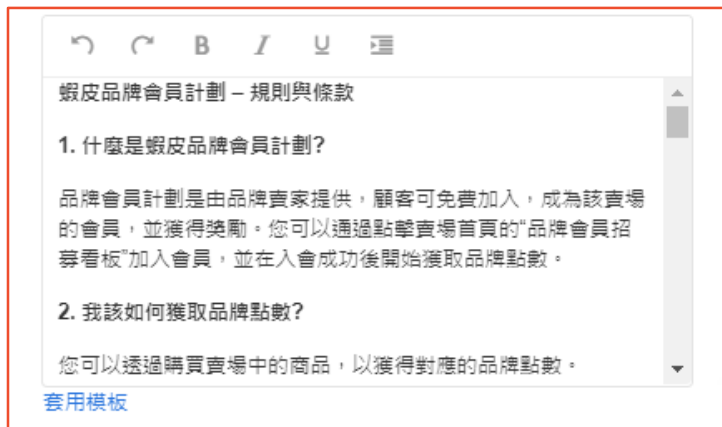 B I U
蝦皮品牌會員計劃 – 規則與條款
1. 什麼是蝦皮品牌會員計劃?
品牌會員計劃是由品牌賣家提供，顧客可免費加入，成為該賣場
的會員，並獲得獎勵。您可以通過點擊賣場首頁的“品牌會員招
募看板”加入會員，並在入會成功後開始獲取品牌點數。
2. 我該如何獲取品牌點數?
您可以透過購買賣場中的商品，以獲得對應的品牌點數。
套用模板